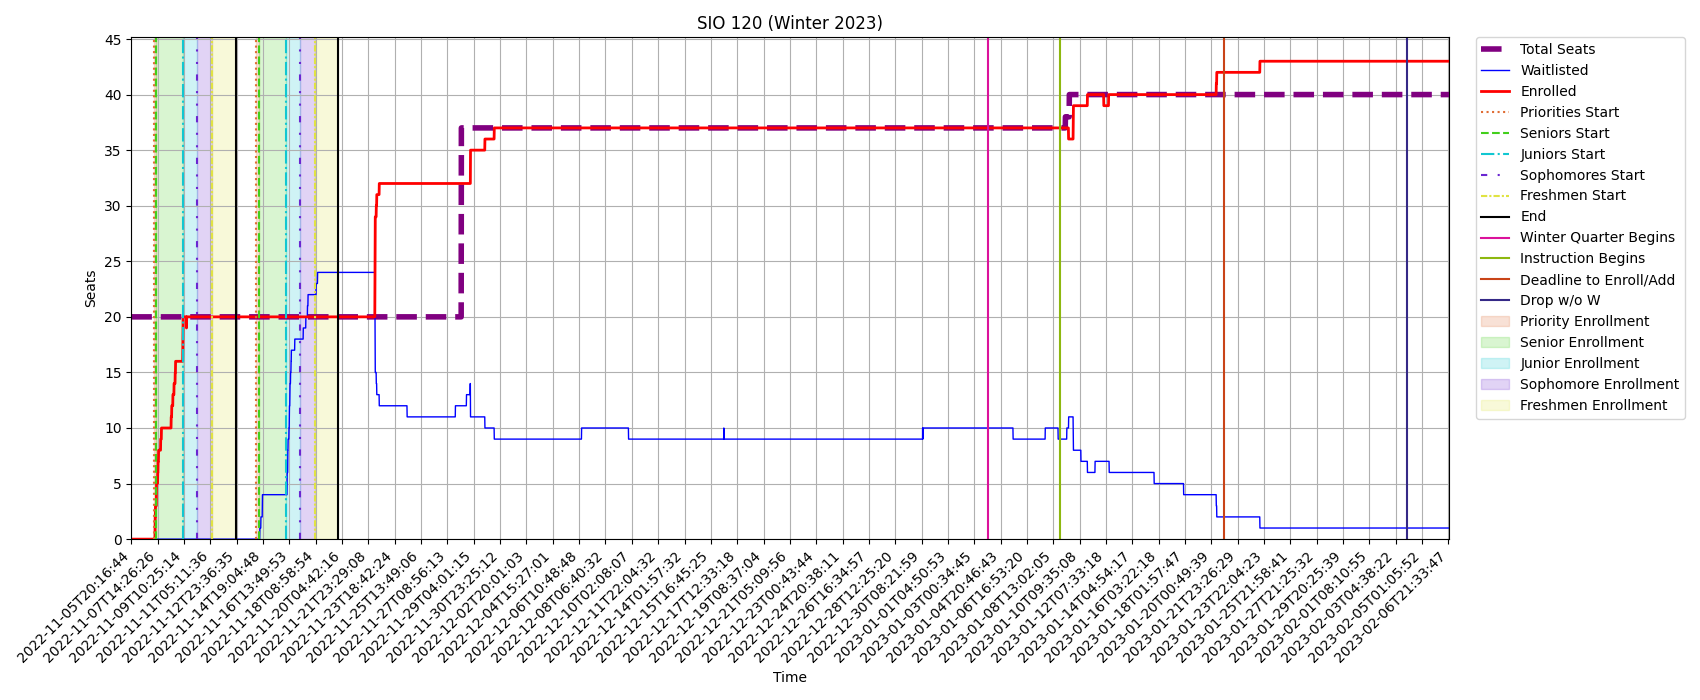 SIO 120 (Winter 2023)
45
40
35
30
25
20
15
10
5
0
Seats
2022-11-05T20:16:44
2022-11-07T14:26:26
2022-11-09T10:25:14
2022-11-11T05:11:36
2022-11-12T23:36:35
2022-11-14T19:04:48
2022-11-16T13:49:53
2022-11-18T08:58:54
2022-11-20T04:42:16
2022-11-21T23:29:08
2022-11-23T18:42:24
2022-11-25T13:49:06
2022-11-27T08:56:13
2022-11-29T04:01:15
2022-11-30T23:25:12
2022-12-02T20:01:03
2022-12-04T15:27:01
2022-12-06T10:48:48
2022-12-08T06:40:32
2022-12-10T02:08:07
2022-12-11T22:04:32
2022-12-14T01:57:32
2022-12-15T16:45:25
2022-12-17T12:33:19
2022-12-19T08:37:04
2022-12-21T05:09:56
2022-12-23T00:43:44
2022-12-24T20:38:11
2022-12-26T16:34:57
2022-12-28T12:25:20
2022-12-30T08:21:59
2023-01-01T04:50:53
2023-01-03T00:34:45
2023-01-04T20:46:43
2023-01-06T16:53:20
2023-01-08T13:02:05
2023-01-10T09:35:08
2023-01-12T07:33:18
2023-01-14T04:54:17
2023-01-16T03:22:18
2023-01-18T01:57:47
2023-01-20T00:49:39
2023-01-21T23:26:29
2023-01-23T22:04:23
2023-01-25T21:58:41
2023-01-27T21:25:32
2023-01-29T20:25:39
2023-02-01T08:10:55
2023-02-03T04:38:22
2023-02-05T01:05:52
2023-02-06T21:33:47
Time
Total Seats
Waitlisted
Enrolled
Priorities Start
Seniors Start
Juniors Start
Sophomores Start
Freshmen Start
End
Winter Quarter Begins
Instruction Begins
Deadline to Enroll/Add
Drop w/o W
Priority Enrollment
Senior Enrollment
Junior Enrollment
Sophomore Enrollment
Freshmen Enrollment